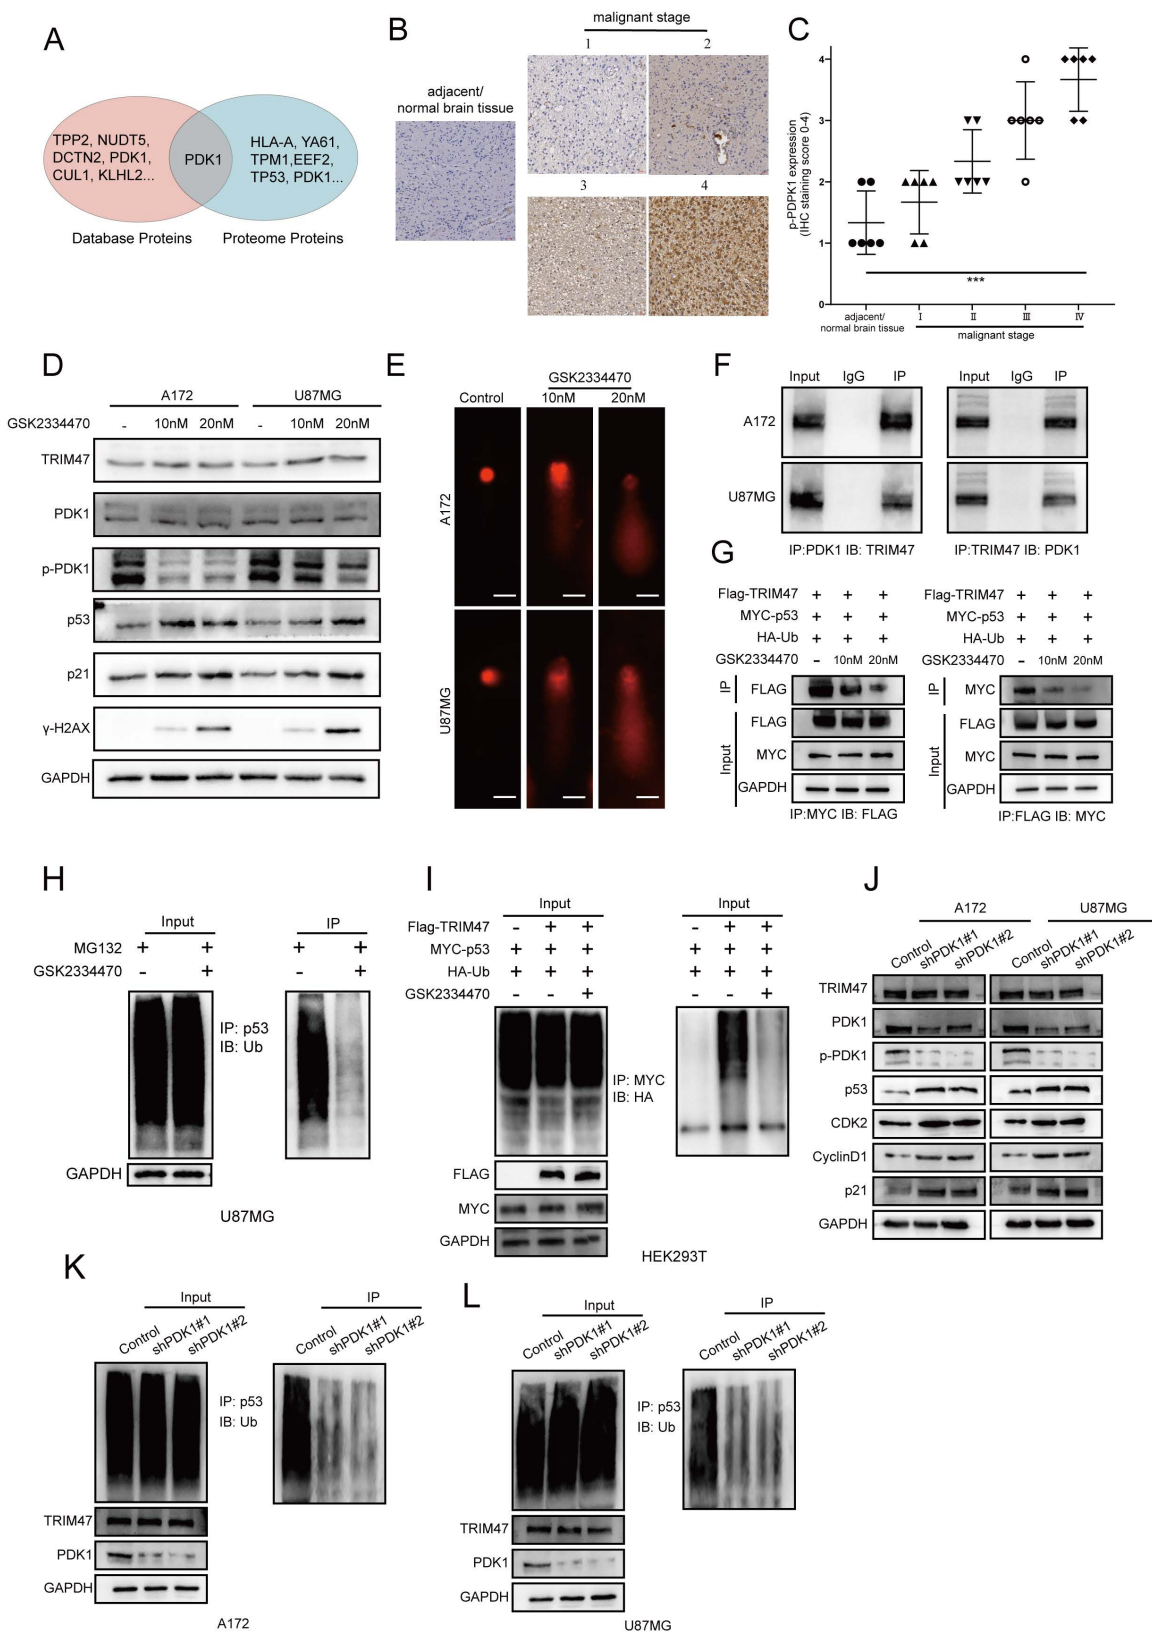 A
TPP2, NUDT5,
DCTN2, PDK1,
CUL1, KLHL2...
PDK1
HLA-A, YA61,
TPM1,EEF2,
TP53, PDK1...
Database Proteins
Proteome Proteins
B
malignant stage
1
2
adjacent/
normal brain tissue
3
4
C
p-PDPK1 expression
(IHC staining score 0-4)
4
3
2
1
0
***
adjacent/
normal brain tissue
I
II
III
IV
malignant stage
D
A172
U87MG
GSK2334470
-
10nM
20nM
-
10nM
20nM
TRIM47
PDK1
p-PDK1
p53
p21
γ-H2AX
GAPDH
E
GSK2334470
Control
10nM
20nM
A172
U87MG
F
Input
IgG
IP
Input
IgG
IP
A172
U87MG
IP:PDK1 IB: TRIM47
IP:TRIM47 IB: PDK1
G
Flag-TRIM47 + + +
MYC-p53 + + +
HA-Ub + + +
GSK2334470 - 10nM 20nM
IP
FLAG
Input
FLAG
MYC
GAPDH
IP:MYC IB: FLAG
Flag-TRIM47 + + +
MYC-p53 + + +
HA-Ub + + +
GSK2334470 - 10nM 20nM
IP
MYC
Input
FLAG
MYC
GAPDH
IP:FLAG IB: MYC
H
Input
IP
MG132 + + + +
GSK2334470 - + - +
IP: p53
IB: Ub
GAPDH
U87MG
I
Input
Input
Flag-TRIM47 - + + - + +
MYC-p53 + + + + + +
HA-Ub + + + + + +
GSK2334470 - - + - - +
IP: MYC
IB: HA
FLAG
MYC
GAPDH
HEK293T
J
A172
U87MG
Control
shPDK1#1
shPDK1#2
Control
shPDK1#1
shPDK1#2
TRIM47
PDK1
p-PDK1
p53
CDK2
CyclinD1
p21
GAPDH
K
Input
IP
Control
shPDK1#1
shPDK1#2
Control
shPDK1#1
shPDK1#2
IP: p53
IB: Ub
TRIM47
PDK1
GAPDH
A172
L
Input
IP
Control
shPDK1#1
shPDK1#2
Control
shPDK1#1
shPDK1#2
IP: p53
IB: Ub
TRIM47
PDK1
GAPDH
U87MG